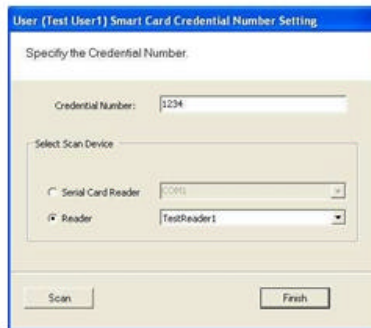 User (Test User1) Smart Card Credential Number Setting
Specifiy the Credential Number.
Credential Number: 1234
Select Scan Device
Serial Card Reader COM1
Reader TestReader1
Scan Finish